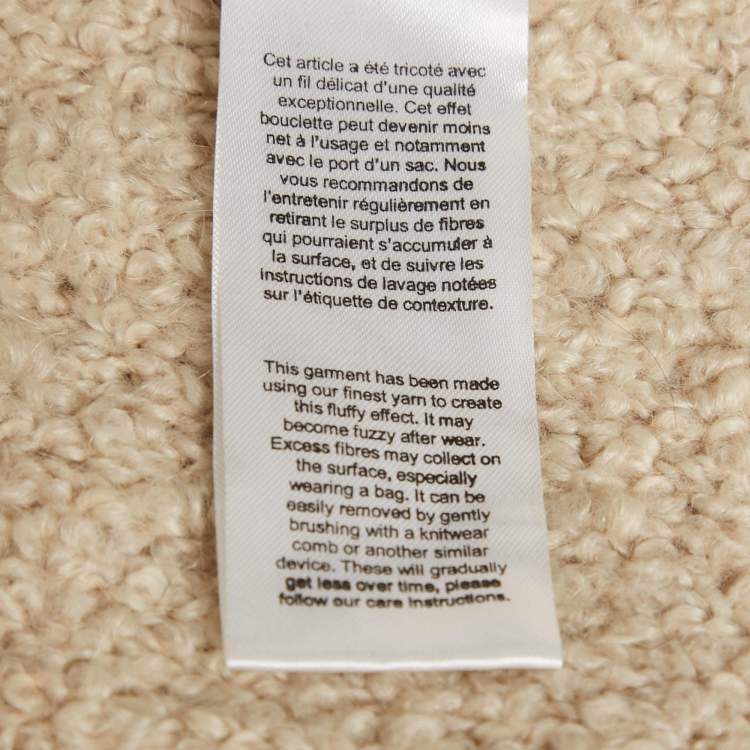 Cet article a été tricoté avec
un fil délicat d'une qualité
exceptionnelle. Cet effet
bouclette peut devenir moins
net à l'usage et notamment
avec le port d'un sac. Nous
vous recommandons de
l'entretenir régulièrement en
retirant le surplus de fibres
qui pourraient s'accumuler à
la surface, et de suivre les
instructions de lavage notées
sur l'étiquette de contexture.
This garment has been made
using our finest yarn to create
this fluffy effect. It may
become fuzzy after wear.
Excess fibres may collect on
the surface, especially
wearing a bag. It can be
easily removed by gently
brushing with a knitwear
comb or another similar
device. These will gradually
get less over time, please
follow our care instructions.